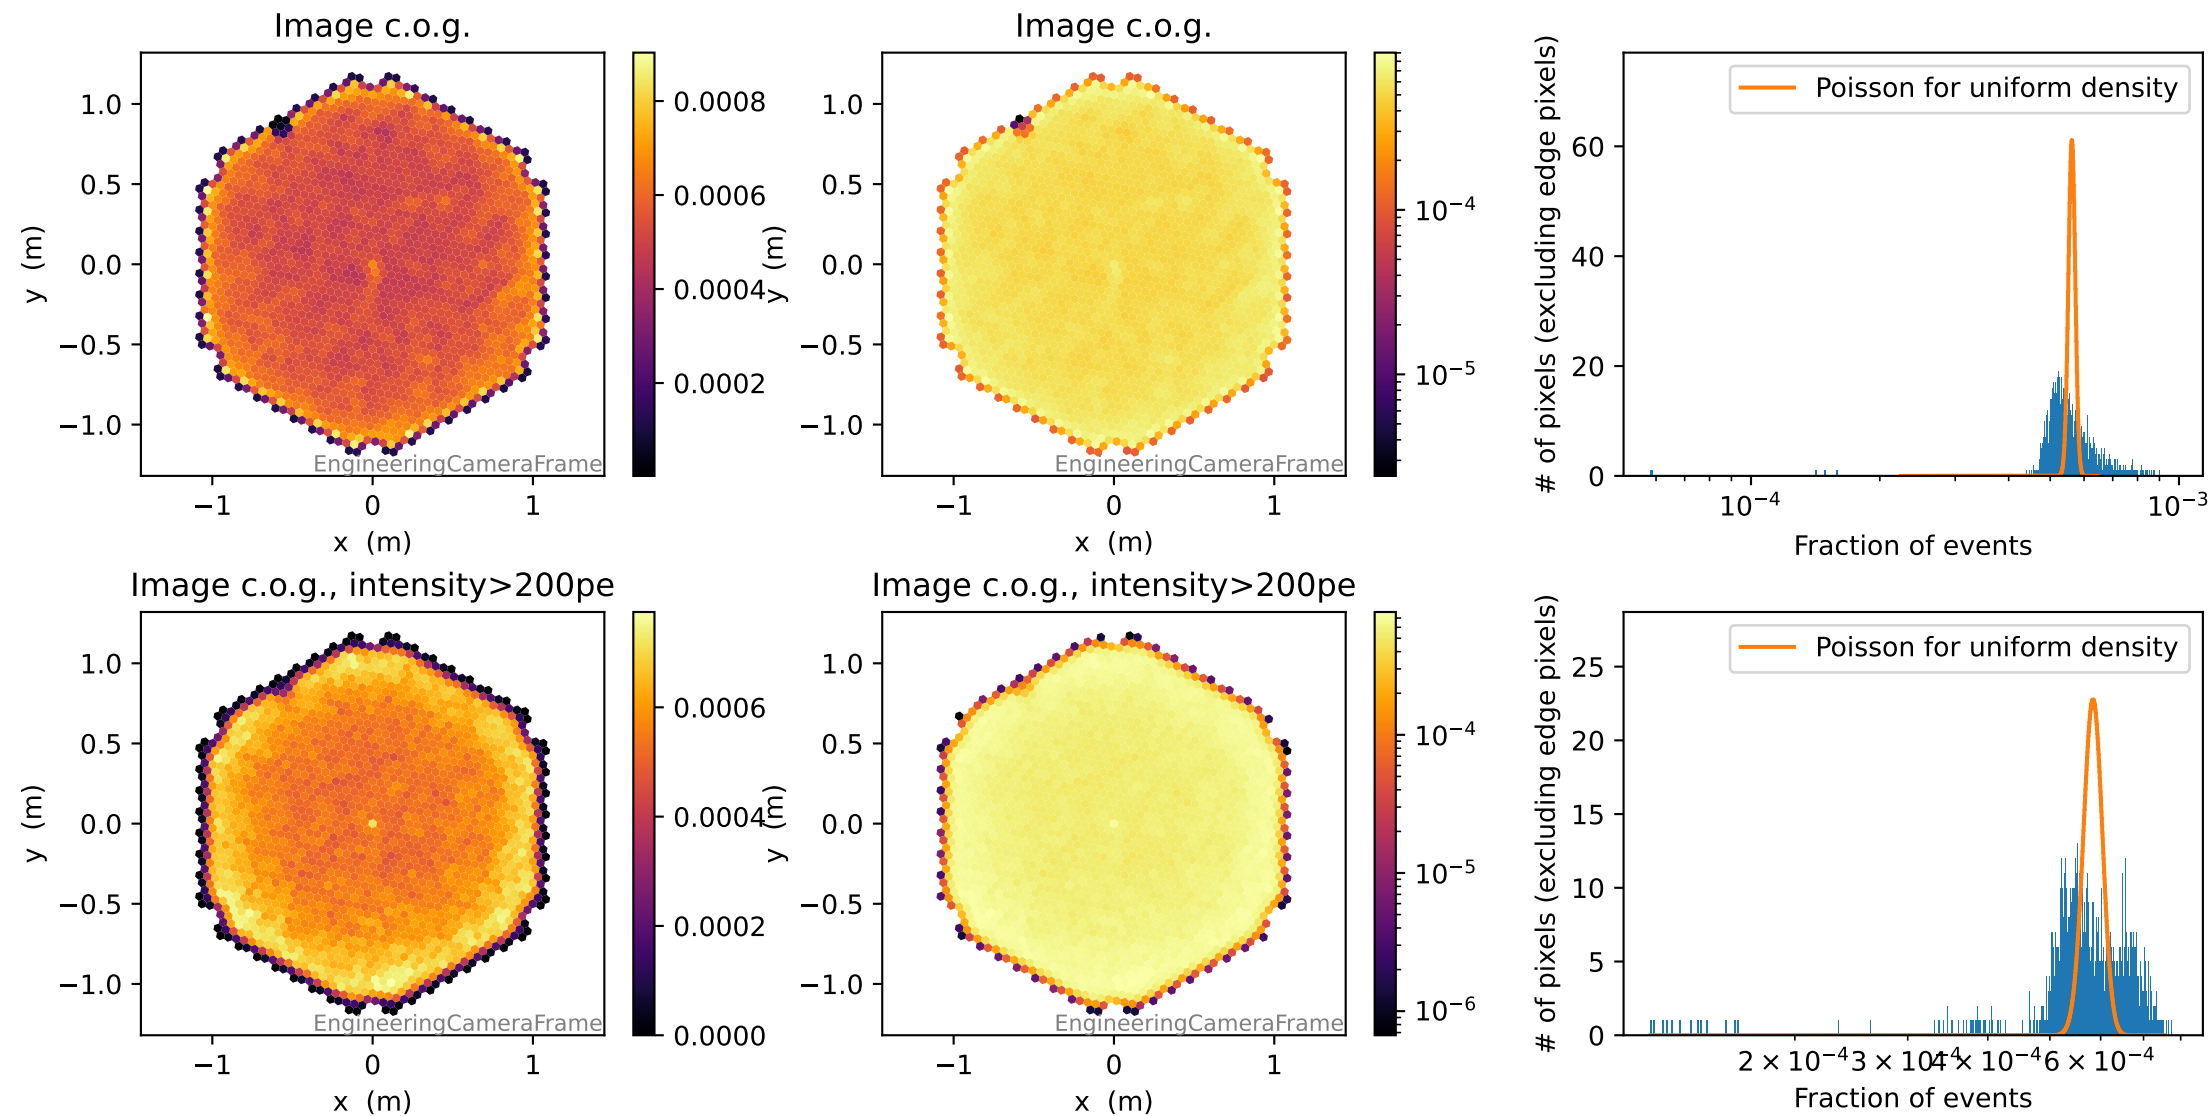 Image c.o.g.
1.0
0.5
0.0
−0.5
−1.0
y (m)
−1
0
1
x (m)
EngineeringCameraFrame
0.0008
0.0006
0.0004
0.0002
Image c.o.g.
1.0
0.5
0.0
−0.5
−1.0
y (m)
−1
0
1
x (m)
EngineeringCameraFrame
10⁻⁴
10⁻⁵
Poisson for uniform density
# of pixels (excluding edge pixels)
60
40
20
0
10⁻⁴
10⁻³
Fraction of events
Image c.o.g., intensity>200pe
1.0
0.5
0.0
−0.5
−1.0
y (m)
−1
0
1
x (m)
EngineeringCameraFrame
0.0006
0.0004
0.0002
0.0000
Image c.o.g., intensity>200pe
1.0
0.5
0.0
−0.5
−1.0
y (m)
−1
0
1
x (m)
EngineeringCameraFrame
10⁻⁴
10⁻⁵
10⁻⁶
Poisson for uniform density
# of pixels (excluding edge pixels)
25
20
15
10
5
0
2 × 10⁻⁴
3 × 10⁻⁴
4 × 10⁻⁴
6 × 10⁻⁴
Fraction of events